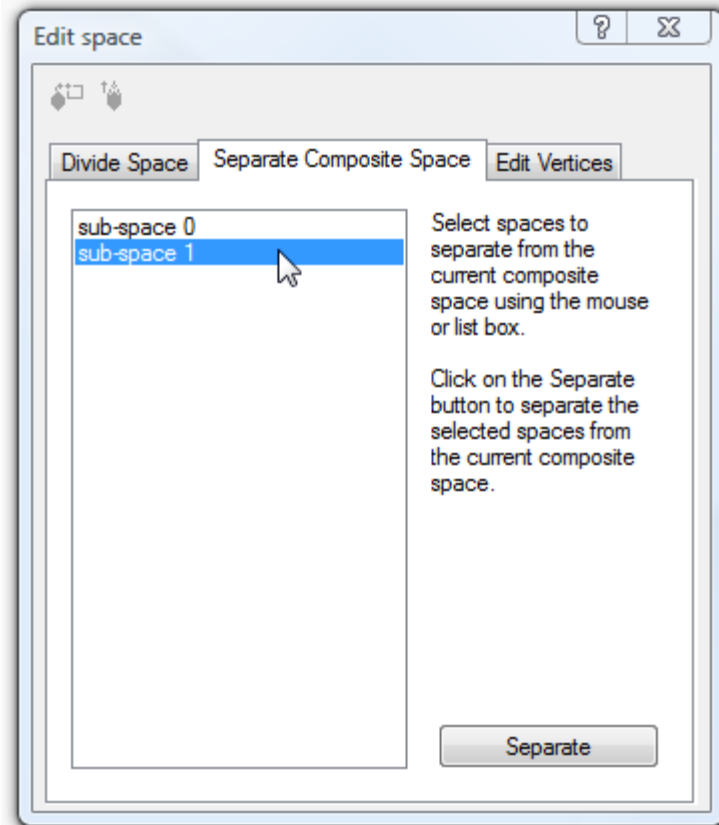 Edit space
?
Divide Space
Separate Composite Space
Edit Vertices
sub-space 0
sub-space 1
Select spaces to
separate from the
current composite
space using the mouse
or list box.
Click on the Separate
button to separate the
selected spaces from
the current composite
space.
Separate